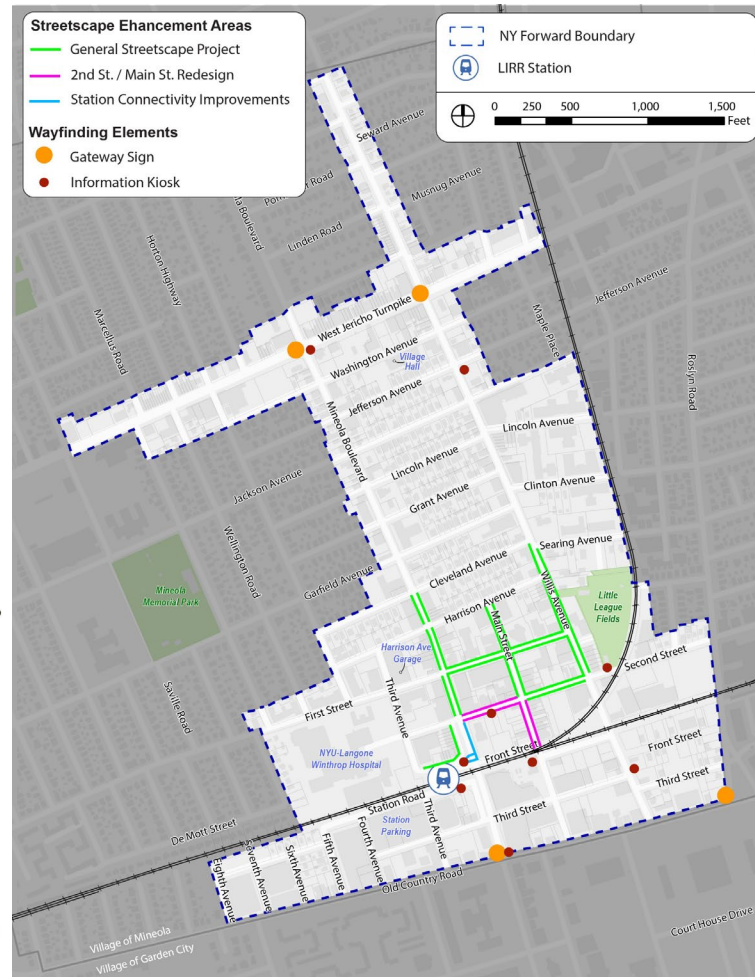 Streetscape Ehancement Areas
General Streetscape Project
2nd St. / Main St. Redesign
Station Connectivity Improvements
Wayfinding Elements
Gateway Sign
Information Kiosk
NY Forward Boundary
LIRR Station
0 250 500 1,000 1,500
Feet
Seward Avenue
Road
Musnug Avenue
Boulevard
Linden Road
Horton Highway
Marcellus Road
West Jericho Turnpike
Jefferson Avenue
Maple Place
Roslyn Road
Washington Avenue
Village
Hall
Jefferson Avenue
Mineola Boulevard
Lincoln Avenue
Lincoln Avenue
Jackson Avenue
Grant Avenue
Clinton Avenue
Wellington Road
Searing Avenue
Garfield Avenue
Cleveland Avenue
Mineola
Memorial Park
Harrison Avenue
Willis Avenue
Little
League
Fields
Main Street
Harrison Ave
Garage
Second Street
Saville Road
Third Avenue
First Street
NYU-Langone
Winthrop Hospital
Front Street
Front Street
Third Street
Station Road
De Mott Street
Station
Parking
Third Avenue
Third Street
Fourth Avenue
Fifth Avenue
Sixth Avenue
Seventh Avenue
Eighth Avenue
Old Country Road
Court House Drive
Village of Mineola
Village of Garden City